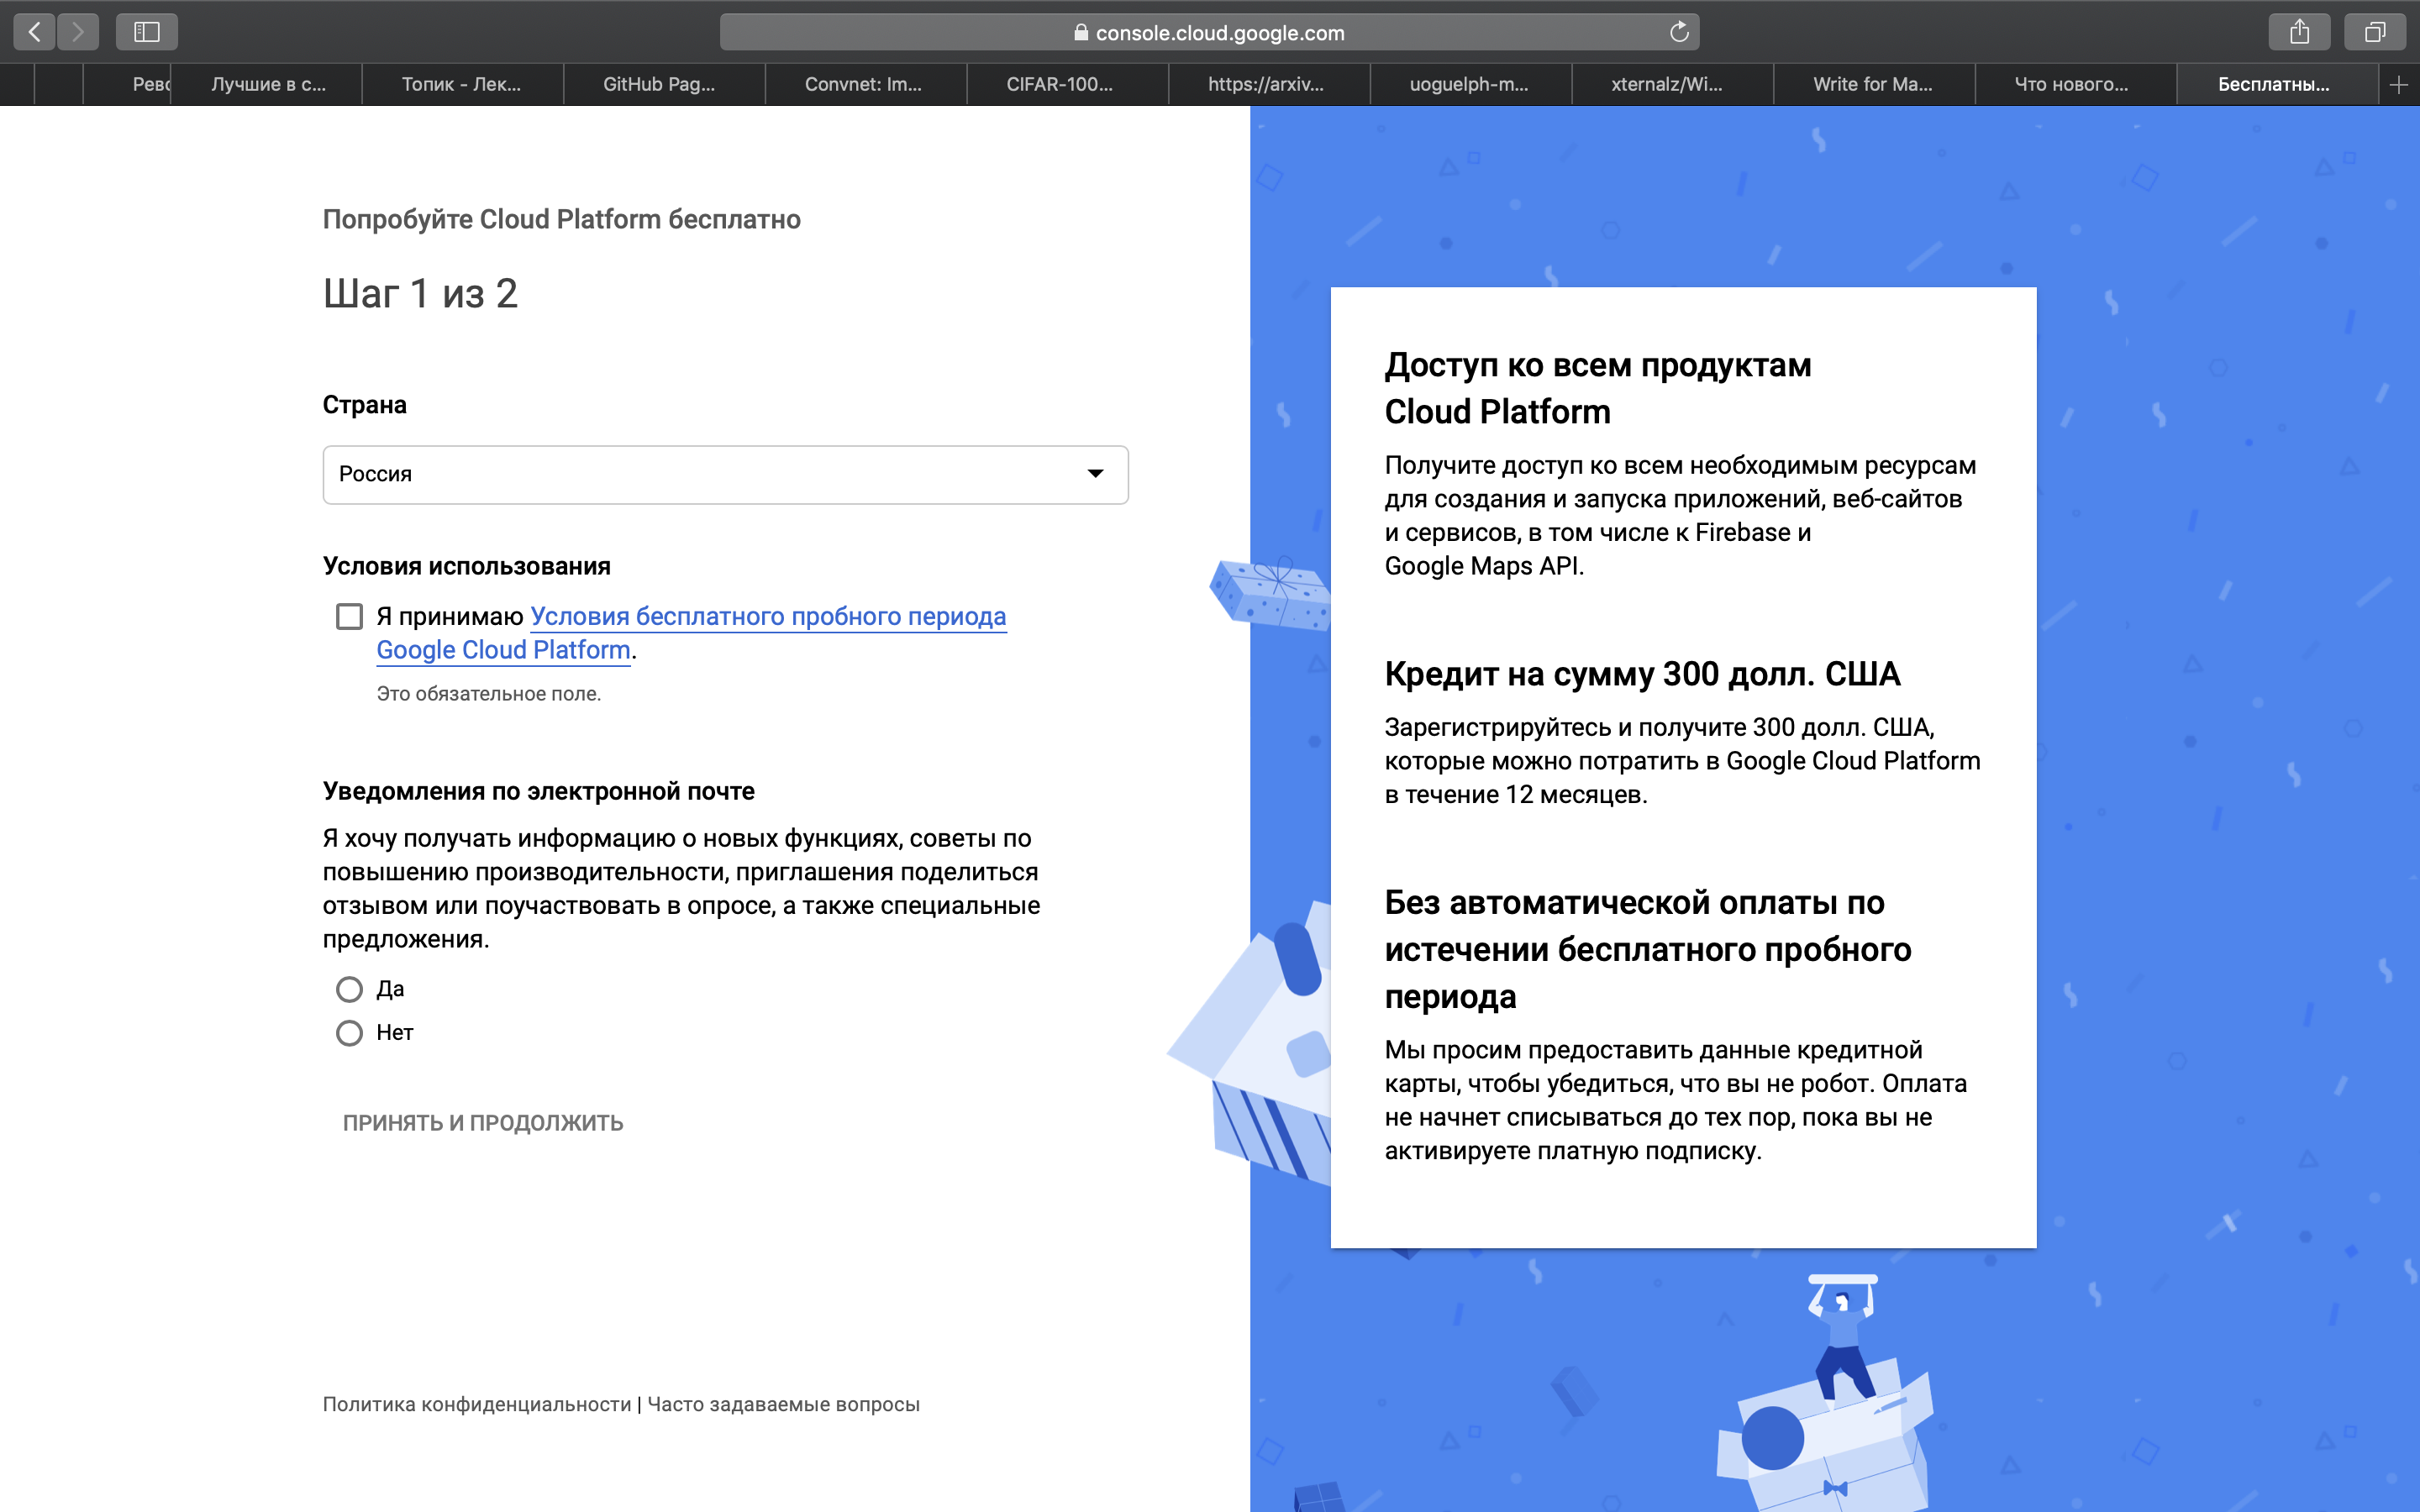 console.cloud.google.com
Рево
Лучшие в с...
Топик - Лек...
GitHub Pag...
Convnet: Im...
CIFAR-100...
https://arxiv...
uoguelph-m...
xternalz/Wi...
Write for Ma...
Что нового...
Бесплатны...
Попробуйте Cloud Platform бесплатно
Шаг 1 из 2
Страна
Россия
Условия использования
Я принимаю Условия бесплатного пробного периода
Google Cloud Platform.
Это обязательное поле.
Уведомления по электронной почте
Я хочу получать информацию о новых функциях, советы по
повышению производительности, приглашения поделиться
отзывом или поучаствовать в опросе, а также специальные
предложения.
Да
Нет
ПРИНЯТЬ И ПРОДОЛЖИТЬ
Политика конфиденциальности | Часто задаваемые вопросы
Доступ ко всем продуктам
Cloud Platform
Получите доступ ко всем необходимым ресурсам
для создания и запуска приложений, веб-сайтов
и сервисов, в том числе к Firebase и
Google Maps API.
Кредит на сумму 300 долл. США
Зарегистрируйтесь и получите 300 долл. США,
которые можно потратить в Google Cloud Platform
в течение 12 месяцев.
Без автоматической оплаты по
истечении бесплатного пробного
периода
Мы просим предоставить данные кредитной
карты, чтобы убедиться, что вы не робот. Оплата
не начнет списываться до тех пор, пока вы не
активируете платную подписку.